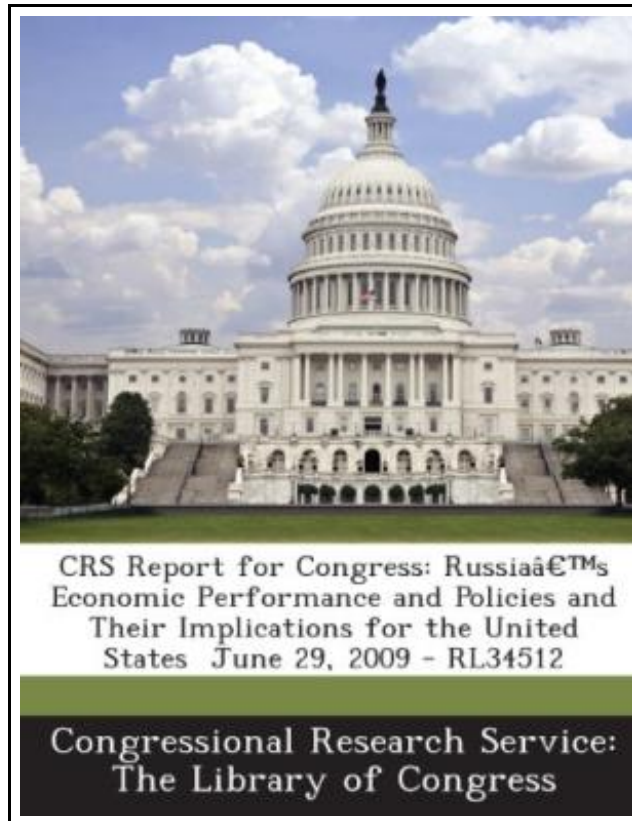 CRS Report for Congress: Russiaâ€™s
Economic Performance and Policies and
Their Implications for the United
States June 29, 2009 - RL34512
Congressional Research Service:
The Library of Congress